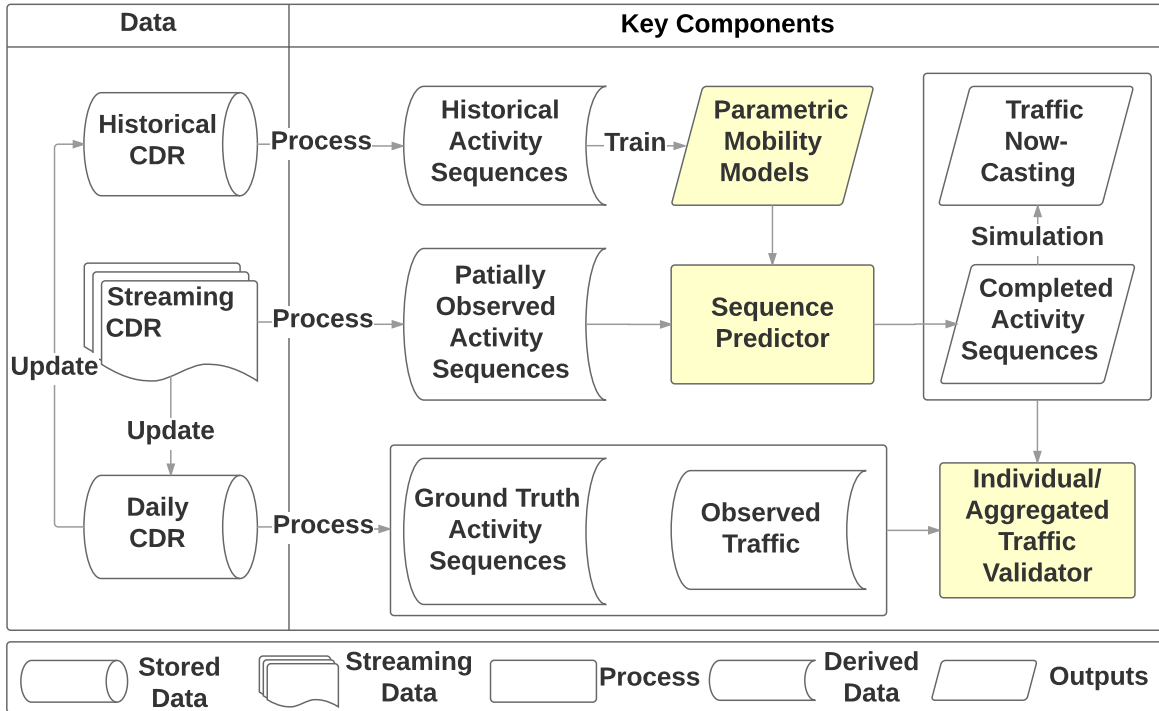 Data
Key Components
Historical
CDR
Process
Historical
Activity
Sequences
Train
Parametric
Mobility
Models
Traffic
Now-
Casting
Simulation
Streaming
CDR
Process
Patially
Observed
Activity
Sequences
Sequence
Predictor
Completed
Activity
Sequences
Update
Update
Daily
CDR
Process
Ground Truth
Activity
Sequences
Observed
Traffic
Individual/
Aggregated
Traffic
Validator
Stored
Data
Streaming
Data
Process
Derived
Data
Outputs